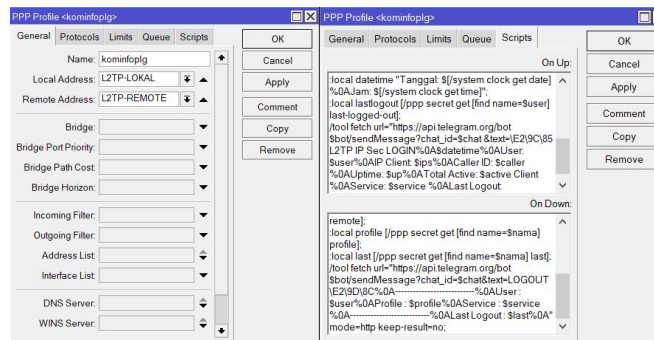 PPP Profile <kominfoplg>
General Protocols Limits Queue Scripts
Name: kominfoplg
Local Address: L2TP-LOKAL
Remote Address: L2TP-REMOTE
Bridge:
Bridge Port Priority:
Bridge Path Cost:
Bridge Horizon:
Incoming Filter:
Outgoing Filter:
Address List:
Interface List:
DNS Server:
WINS Server:
OK
Cancel
Apply
Comment
Copy
Remove
PPP Profile <kominfoplg>
General Protocols Limits Queue Scripts
On Up:
:local datetime "Tanggal: $[/system clock get date]
%0AJam: $[/system clock get time]";
:local lastlogout [/ppp secret get [find name=$user]
last-logged-out];
/tool fetch url="https://api.telegram.org/bot
$bot/sendMessage?chat_id=$chat &text=\E2\9C\85
L2TP IP Sec LOGIN%0A$datetime%0AUser:
$user%0AIP Client: $ips%0ACaller ID: $caller
%0AUptime: $up%0ATotal Active: $active Client
%0AService: $service %0ALast Logout:
On Down:
remote];
:local profile [/ppp secret get [find name=$nama]
profile];
:local last [/ppp secret get [find name=$nama] last];
/tool fetch url="https://api.telegram.org/bot
$bot/sendMessage?chat_id=$chat&text=LOGOUT
\E2\9D\8C%0A----------------------------%0AUser :
$user%0AProfile : $profile%0AService : $service
%0A----------------------------%0ALast Logout : $last%0A"
mode=http keep-result=no;
OK
Cancel
Apply
Comment
Copy
Remove